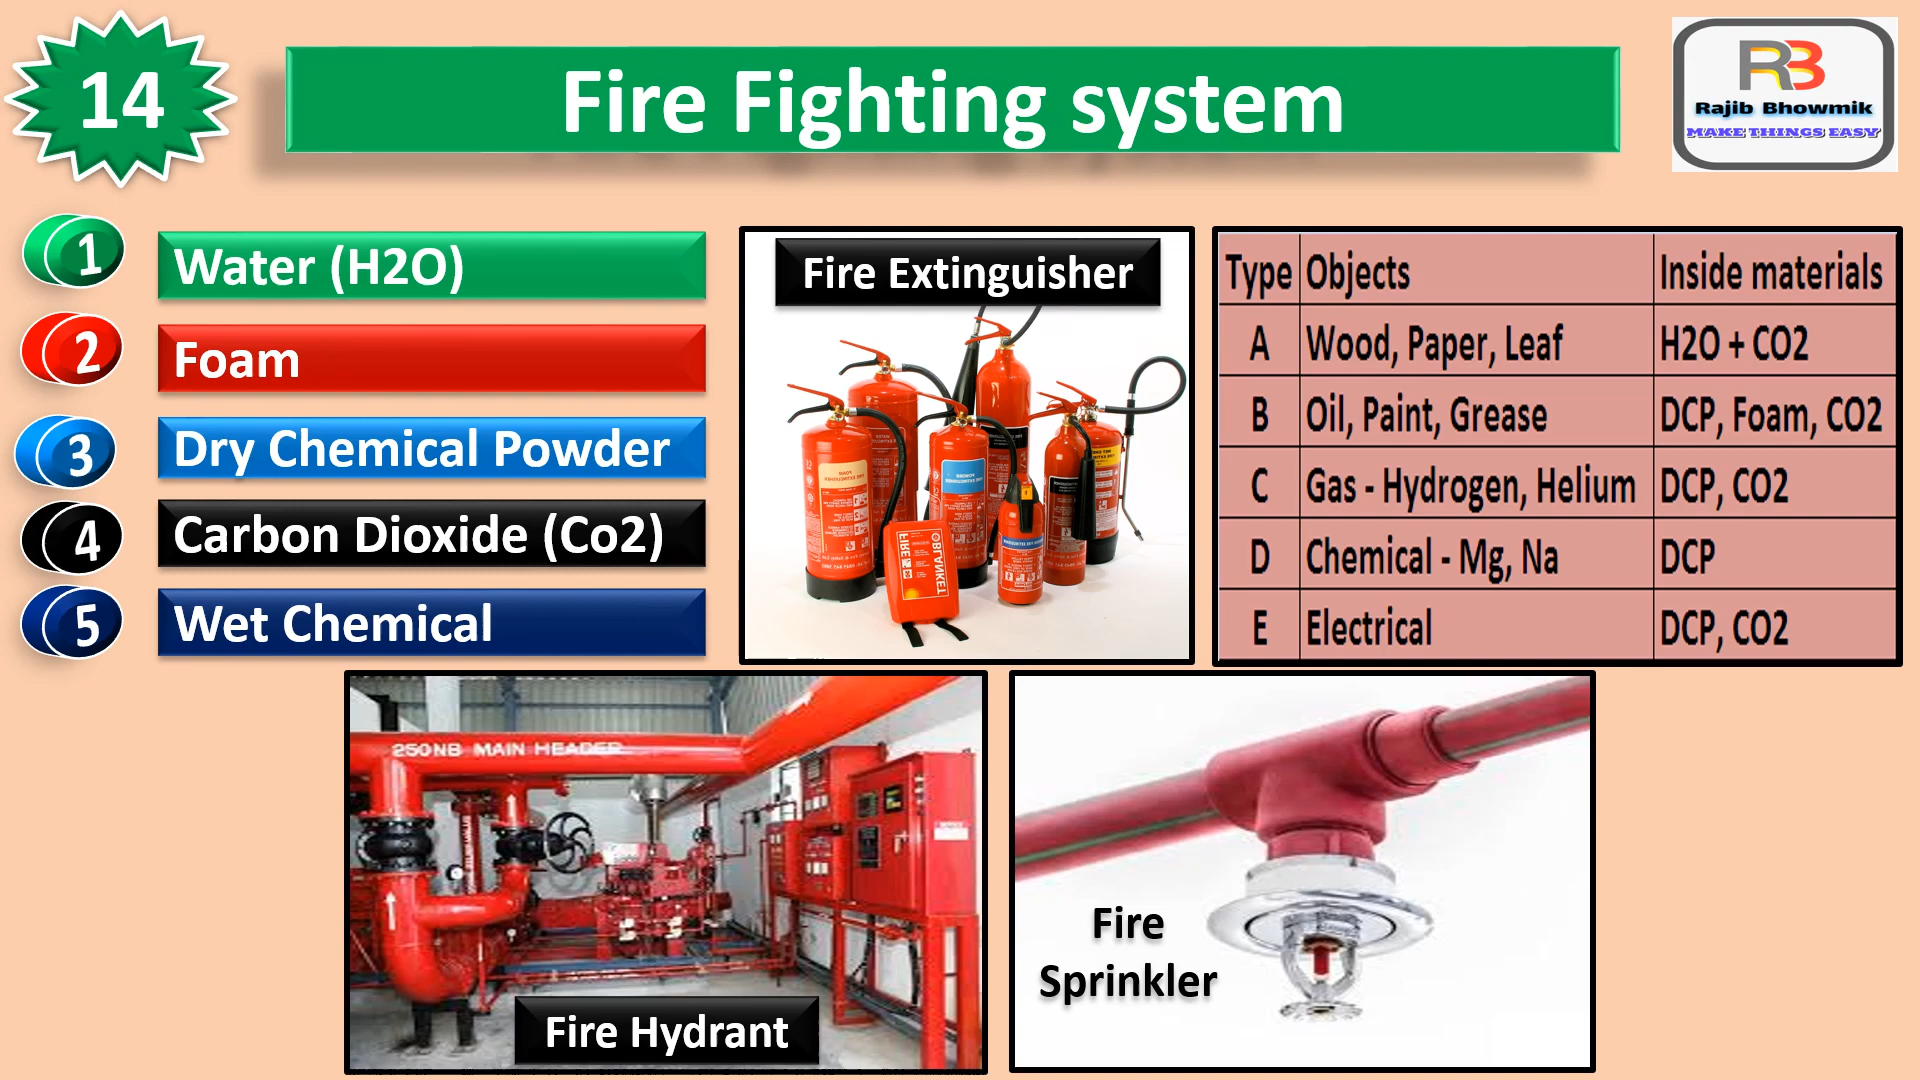 14
Fire Fighting system
RB
Rajib Bhowmik
MAKE THINGS EASY
1 Water (H2O)
2 Foam
3 Dry Chemical Powder
4 Carbon Dioxide (Co2)
5 Wet Chemical
Fire Extinguisher
FIRE
BLANKET
Type Objects Inside materials
A Wood, Paper, Leaf H2O + CO2
B Oil, Paint, Grease DCP, Foam, CO2
C Gas - Hydrogen, Helium DCP, CO2
D Chemical - Mg, Na DCP
E Electrical DCP, CO2
250NB MAIN HEADER
Fire Hydrant
Fire
Sprinkler